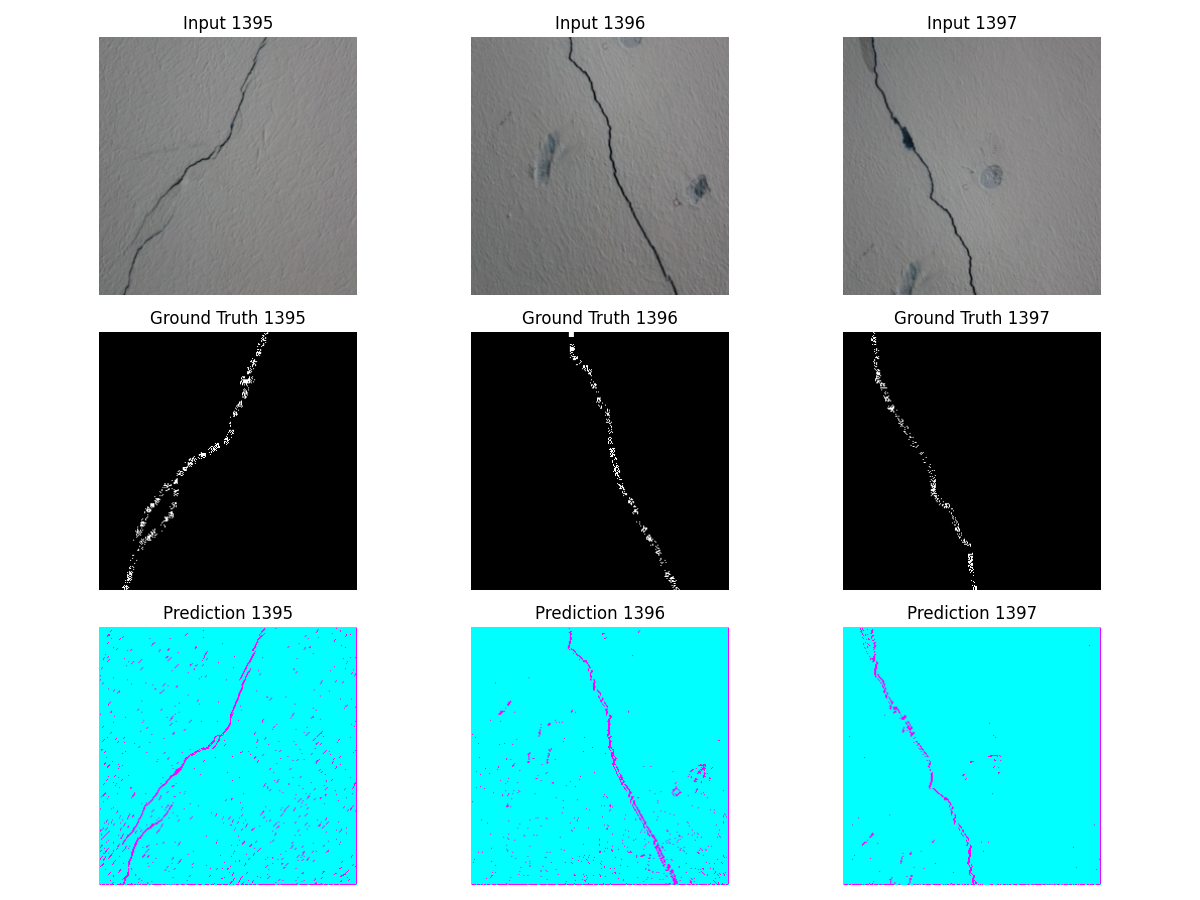 Input 1395
Input 1396
Input 1397
Ground Truth 1395
Ground Truth 1396
Ground Truth 1397
Prediction 1395
Prediction 1396
Prediction 1397